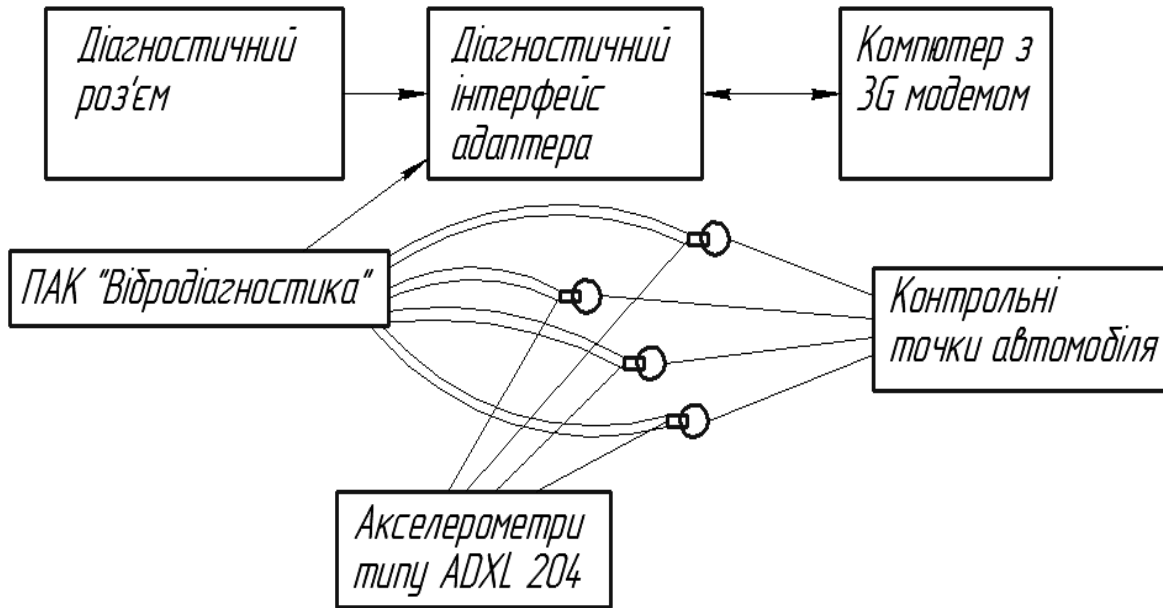 Діагностичний
роз'єм
Діагностичний
інтерфейс
адаптера
Компютер з
3G модемом
ПАК "Вібродіагностика"
Контрольні
точки автомобіля
Акселерометри
типу ADXL 204